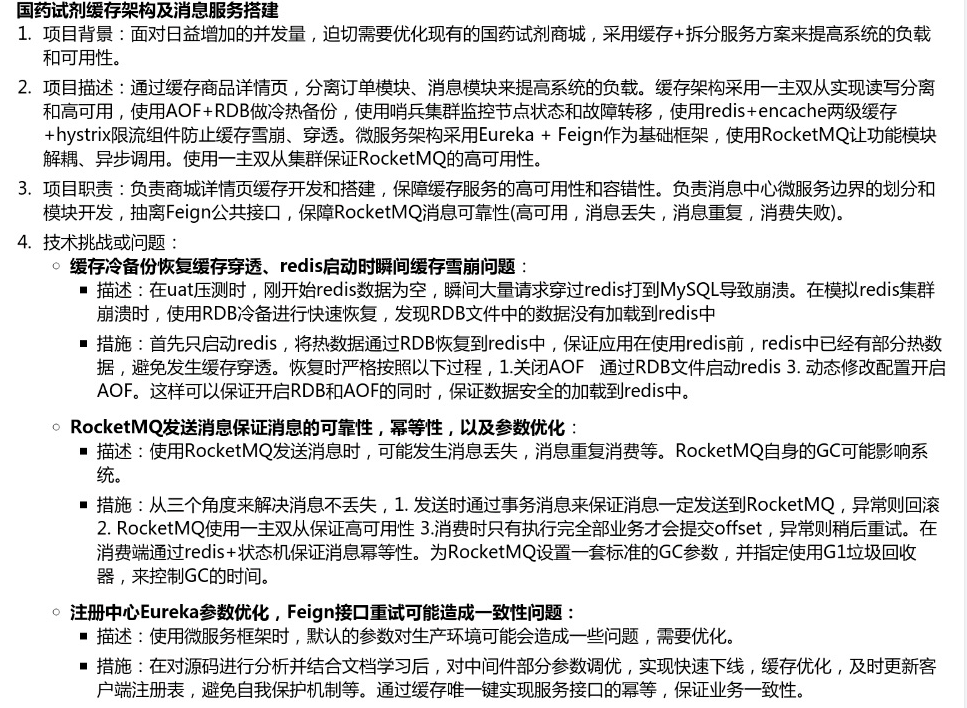 国药试剂缓存架构及消息服务搭建
1. 项目背景：面对日益增加的并发量，迫切需要优化现有的国药试剂商城，采用缓存+拆分服务方案来提高系统的负载
和可用性。
2. 项目描述：通过缓存商品详情页，分离订单模块、消息模块来提高系统的负载。缓存架构采用一主双从实现读写分离
和高可用，使用AOF+RDB做冷热备份，使用哨兵集群监控节点状态和故障转移，使用redis+encache两级缓存
+hystrix限流组件防止缓存雪崩、穿透。微服务架构采用Eureka + Feign作为基础框架，使用RocketMQ让功能模块
解耦、异步调用。使用一主双从集群保证RocketMQ的高可用性。
3. 项目职责：负责商城详情页缓存开发和搭建，保障缓存服务的高可用性和容错性。负责消息中心微服务边界的划分和
模块开发，抽离Feign公共接口，保障RocketMQ消息可靠性(高可用，消息丢失，消息重复，消费失败)。
4. 技术挑战或问题：
○ 缓存冷备份恢复缓存穿透、redis启动时瞬间缓存雪崩问题：
■ 描述：在uat压测时，刚开始redis数据为空，瞬间大量请求穿过redis打到MySQL导致崩溃。在模拟redis集群
崩溃时，使用RDB冷备进行快速恢复，发现RDB文件中的数据没有加载到redis中
■ 措施：首先只启动redis，将热数据通过RDB恢复到redis中，保证应用在使用redis前，redis中已经有部分热数
据，避免发生缓存穿透。恢复时严格按照以下过程，1.关闭AOF 通过RDB文件启动redis 3. 动态修改配置开启
AOF。这样可以保证开启RDB和AOF的同时，保证数据安全的加载到redis中。
○ RocketMQ发送消息保证消息的可靠性，幂等性，以及参数优化：
■ 描述：使用RocketMQ发送消息时，可能发生消息丢失，消息重复消费等。RocketMQ自身的GC可能影响系
统。
■ 措施：从三个角度来解决消息不丢失，1. 发送时通过事务消息来保证消息一定发送到RocketMQ，异常则回滚
2. RocketMQ使用一主双从保证高可用性 3.消费时只有执行完全部业务才会提交offset，异常则稍后重试。在
消费端通过redis+状态机保证消息幂等性。为RocketMQ设置一套标准的GC参数，并指定使用G1垃圾回收
器，来控制GC的时间。
○ 注册中心Eureka参数优化，Feign接口重试可能造成一致性问题：
■ 描述：使用微服务框架时，默认的参数对生产环境可能会造成一些问题，需要优化。
■ 措施：在对源码进行分析并结合文档学习后，对中间件部分参数调优，实现快速下线，缓存优化，及时更新客
户端注册表，避免自我保护机制等。通过缓存唯一键实现服务接口的幂等，保证业务一致性。